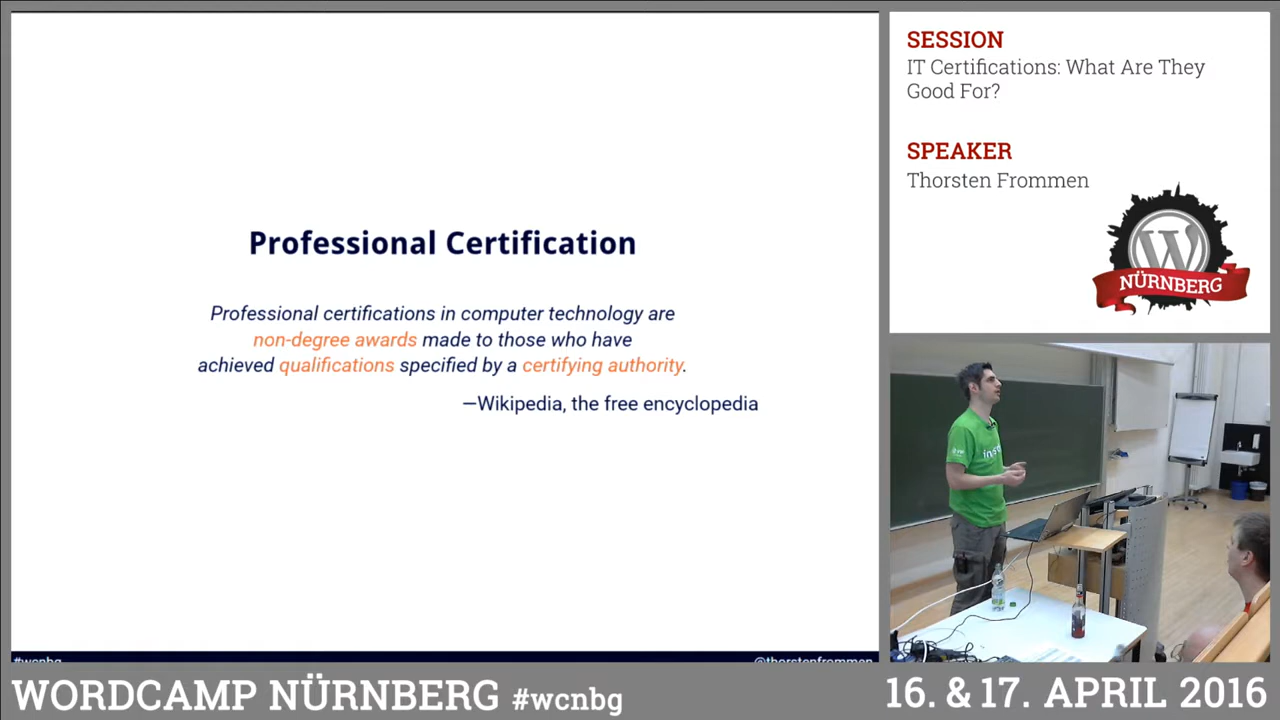 Professional Certification
Professional certifications in computer technology are
non-degree awards made to those who have
achieved qualifications specified by a certifying authority.
—Wikipedia, the free encyclopedia
#wcnbg
@thorstenfrommen
SESSION
IT Certifications: What Are They
Good For?
SPEAKER
Thorsten Frommen
W
NÜRNBERG
WORDCAMP NÜRNBERG #wcnbg
16. & 17. APRIL 2016